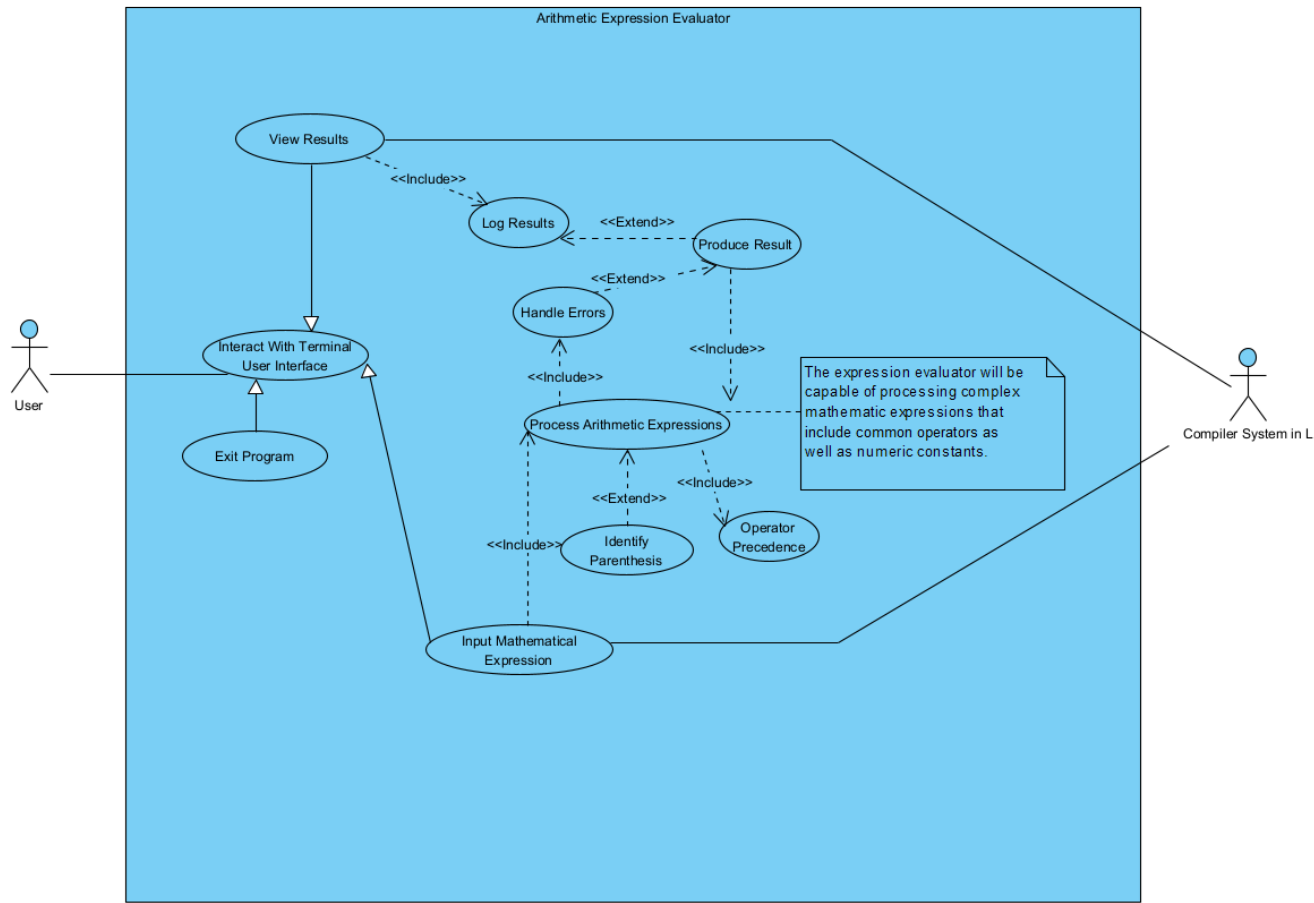 Arithmetic Expression Evaluator
View Results
<<Include>>
Log Results
<<Extend>>
Produce Result
<<Extend>>
Handle Errors
Interact With Terminal
User Interface
<<Include>>
<<Include>>
The expression evaluator will be
capable of processing complex
mathematic expressions that
include common operators as
well as numeric constants.
User
Process Arithmetic Expressions
Compiler System in L
Exit Program
<<Include>>
<<Extend>>
Operator
Precedence
<<Include>>
Identify
Parenthesis
Input Mathematical
Expression